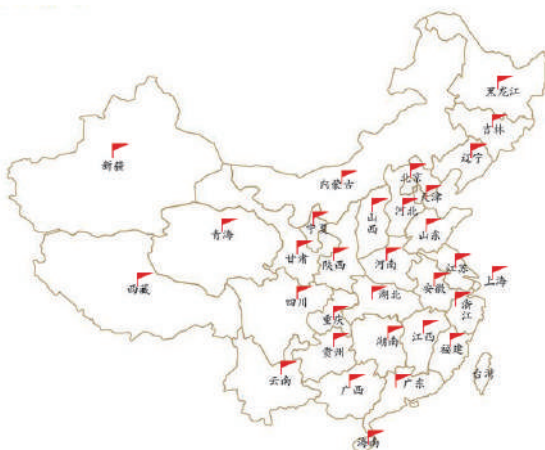 黑龙江
吉林
辽宁
新疆
内蒙古
北京
天津
河北
山西
宁夏
青海
山东
甘肃
陕西
河南
江苏
上海
西藏
安徽
四川
湖北
浙江
重庆
贵州
湖南
江西
福建
云南
广西
广东
台湾
海南